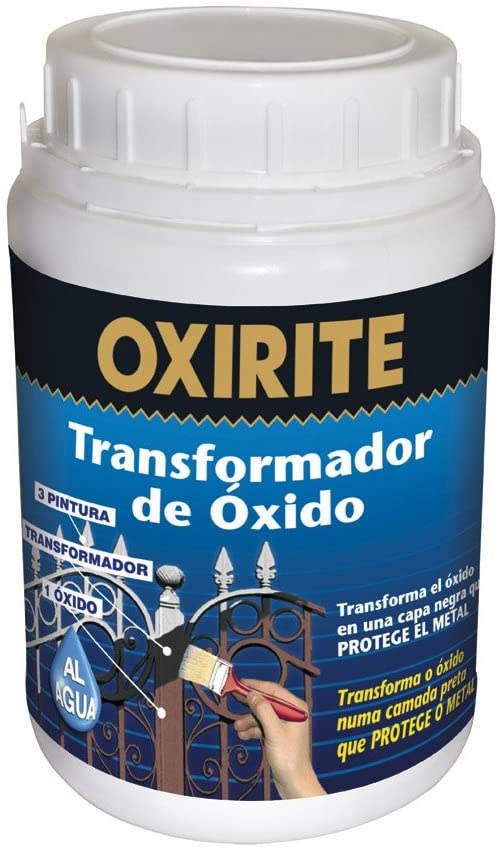 OXIRITE
Transformador
de Óxido
3 PINTURA
TRANSFORMADOR
1 ÓXIDO
AL
AGUA
Transforma el óxido
en una capa negra qu
PROTEGE EL METAL
Transforma o óxido
numa camada preta
que PROTEGE O METAL